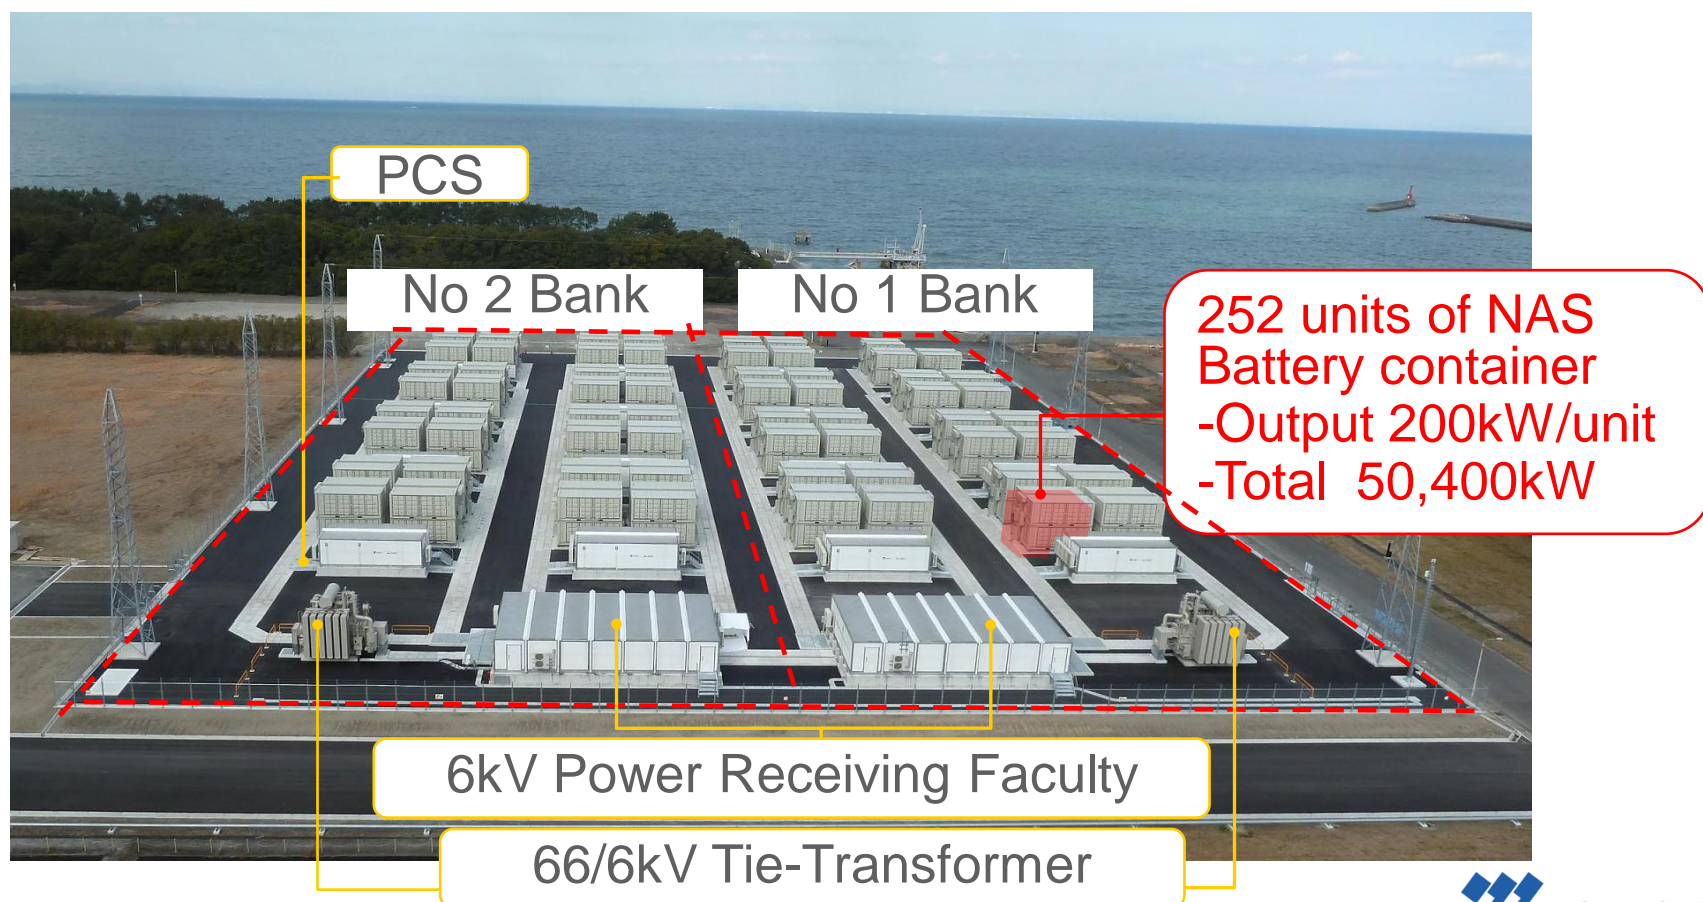 PCS
No 2 Bank
No 1 Bank
252 units of NAS
Battery container
-Output 200kW/unit
-Total 50,400kW
6kV Power Receiving Faculty
66/6kV Tie-Transformer